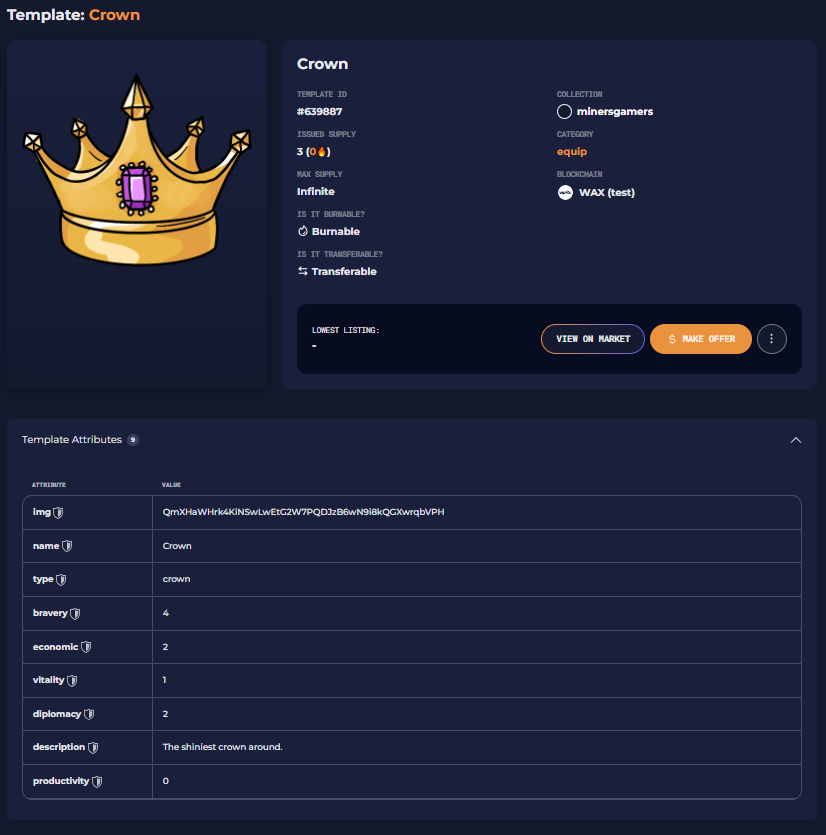 Template: Crown
Crown
TEMPLATE ID
#639887
COLLECTION
minersgamers
ISSUED SUPPLY
3 (0)
CATEGORY
equip
MAX SUPPLY
Infinite
BLOCKCHAIN
WAX (test)
IS IT BURNABLE?
Burnable
IS IT TRANSFERABLE?
Transferable
LOWEST LISTING:
-
VIEW ON MARKET
$ MAKE OFFER
Template Attributes 9
ATTRIBUTE VALUE
img QmXHaWHrk4KiNSwLwEtG2W7PQDJzB6wN9i8kQGXwrqbVPH
name Crown
type crown
bravery 4
economic 2
vitality 1
diplomacy 2
description The shiniest crown around.
productivity 0